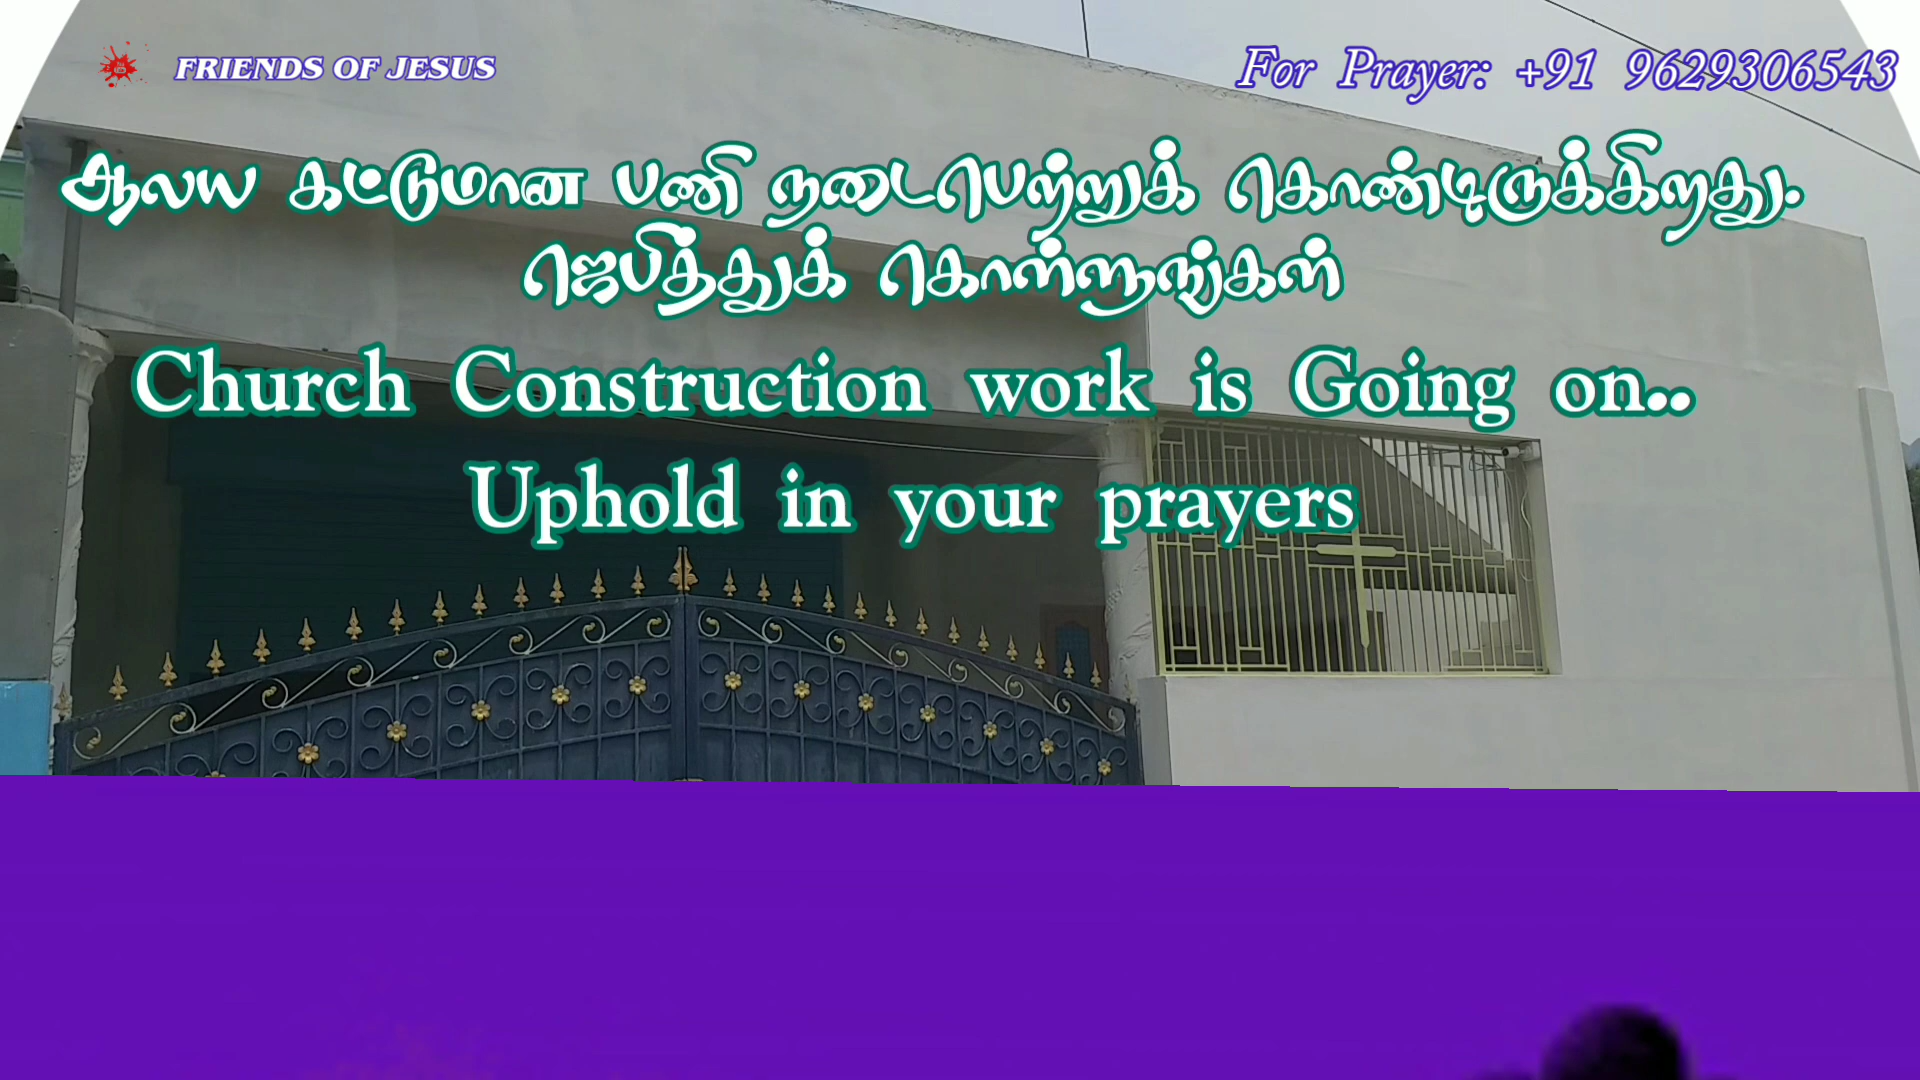 FRIENDS OF JESUS
For Prayer: +91 9629306543
ஆலய கட்டுமான பணி நடைபெற்றுக் கொண்டிருக்கிறது.
ஜெபித்துக் கொள்ளுங்கள்
Church Construction work is Going on..
Uphold in your prayers